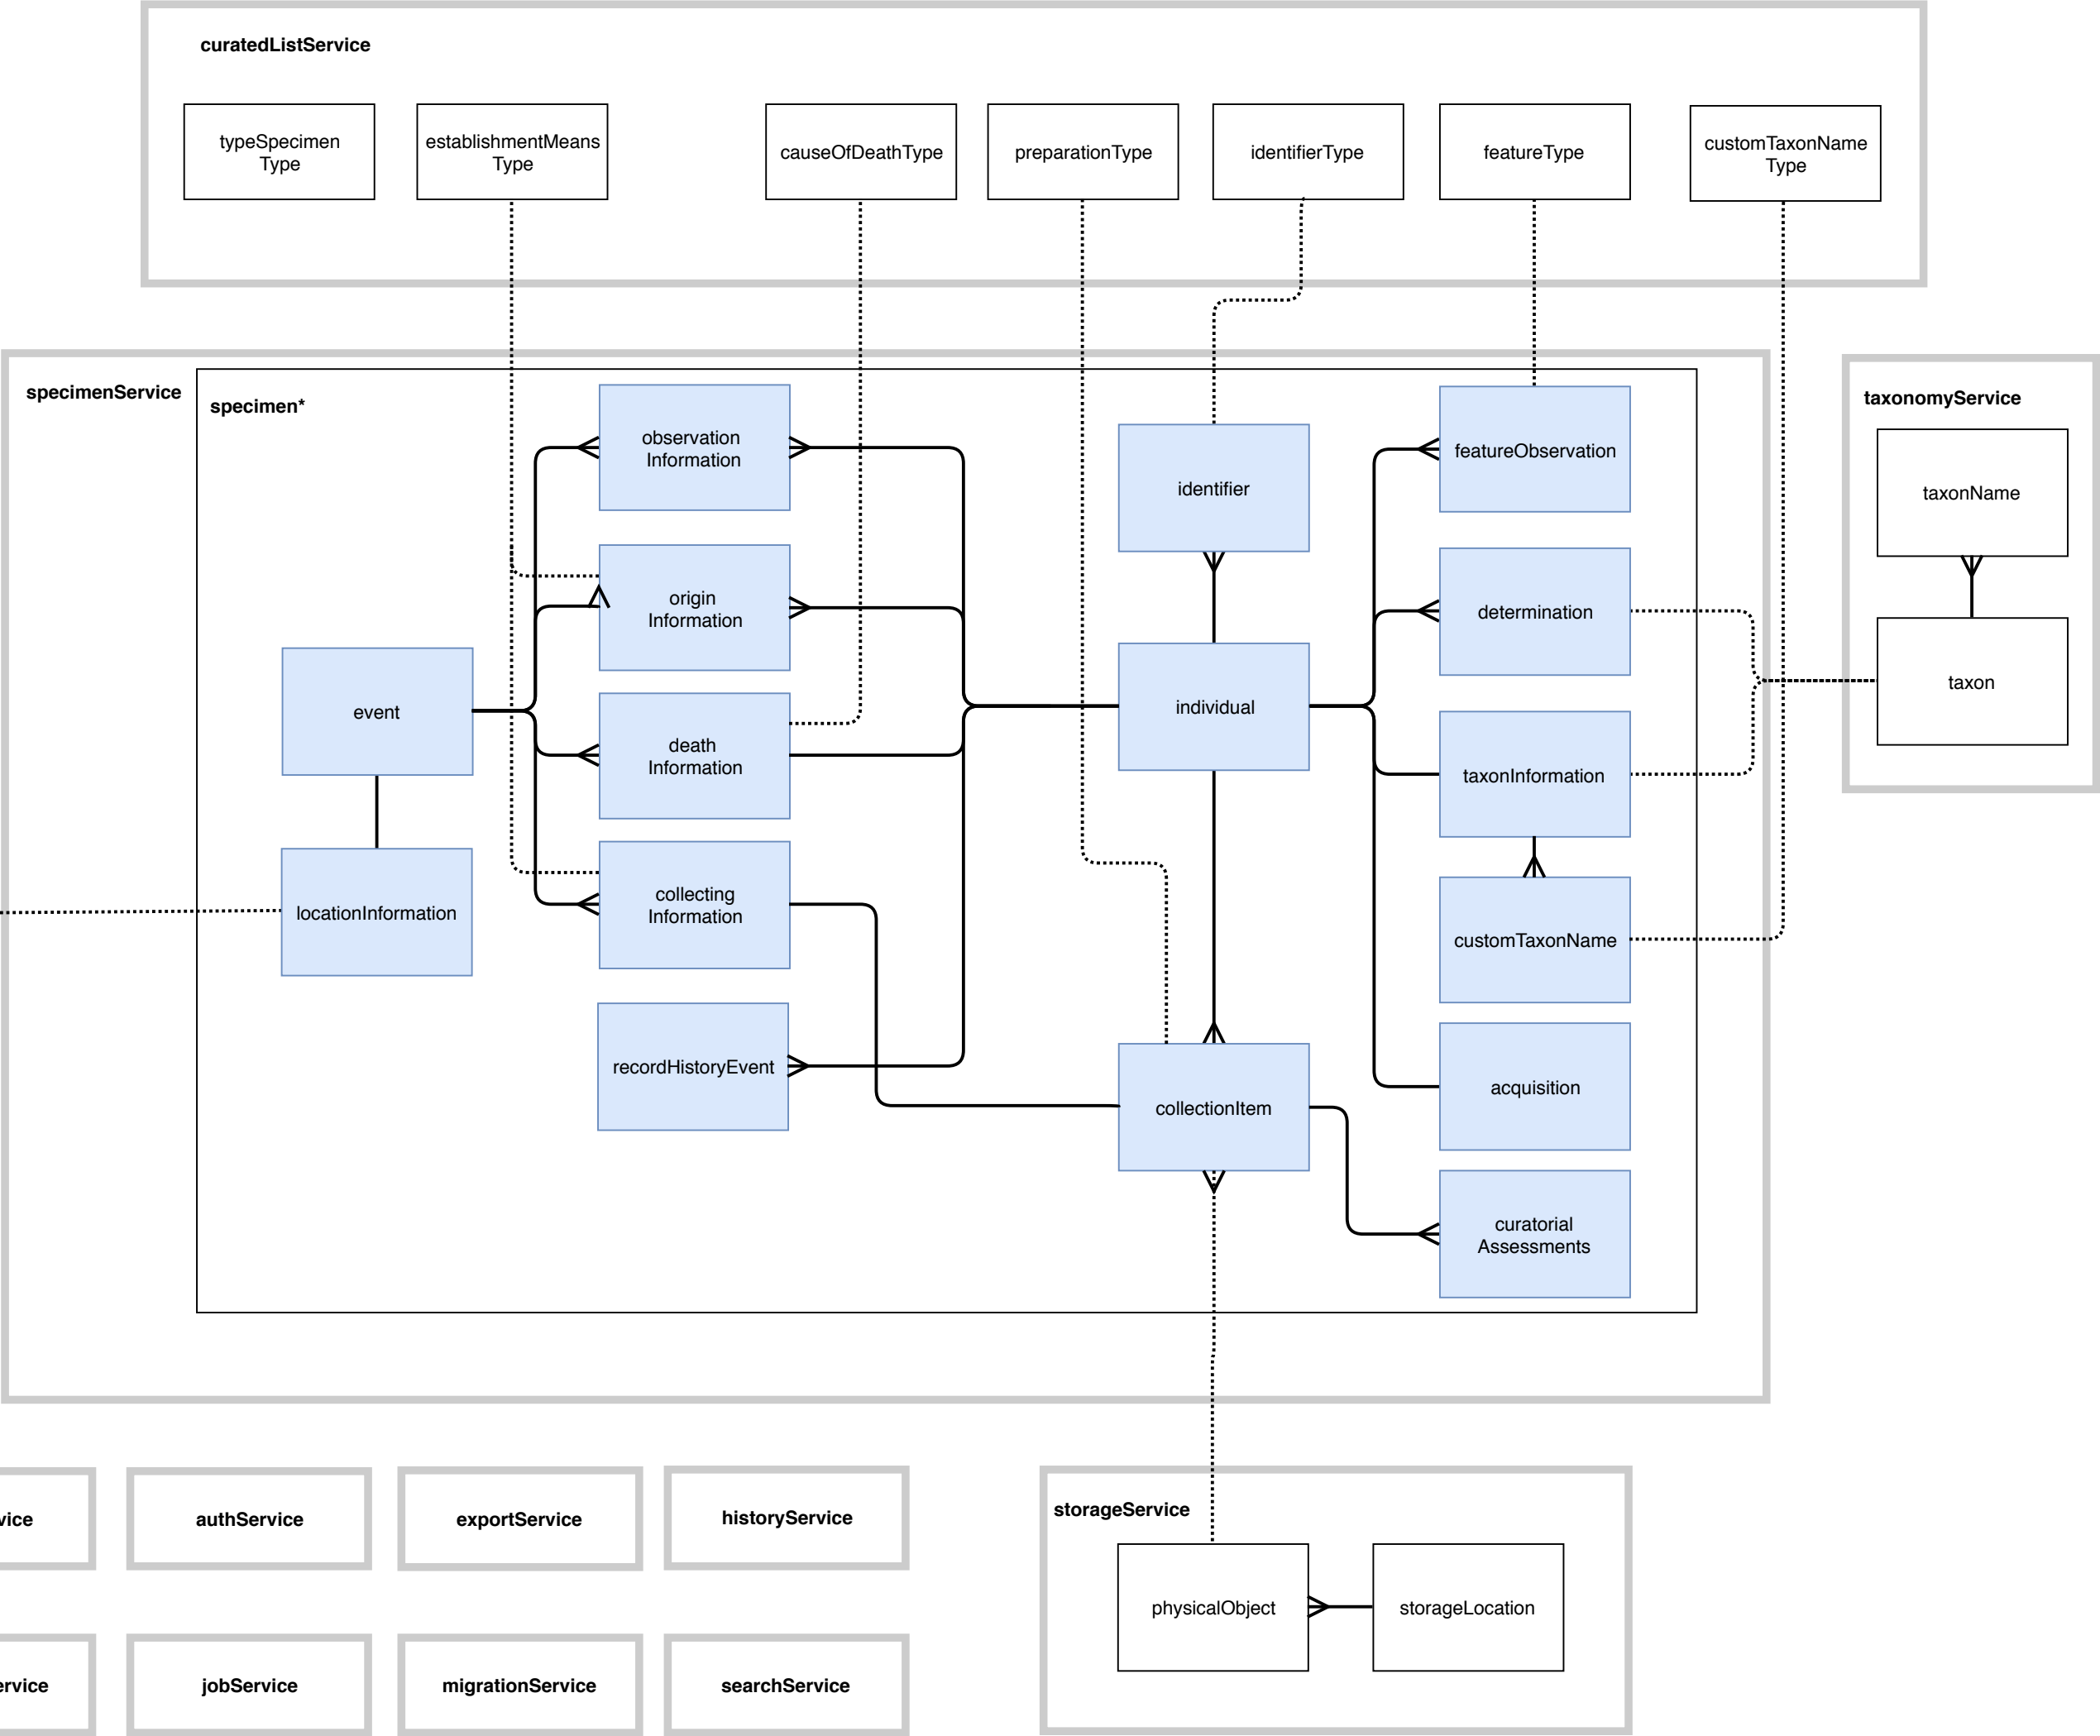 curatedListService
typeSpecimen
Type
establishmentMeans
Type
causeOfDeathType
preparationType
identifierType
featureType
customTaxonName
Type
specimenService
specimen*
observation
Information
origin
Information
death
Information
collecting
Information
recordHistoryEvent
event
locationInformation
identifier
individual
collectionItem
featureObservation
determination
taxonInformation
customTaxonName
acquisition
curatorial
Assessments
taxonomyService
taxonName
taxon
vice
authService
exportService
historyService
ervice
jobService
migrationService
searchService
storageService
physicalObject
storageLocation